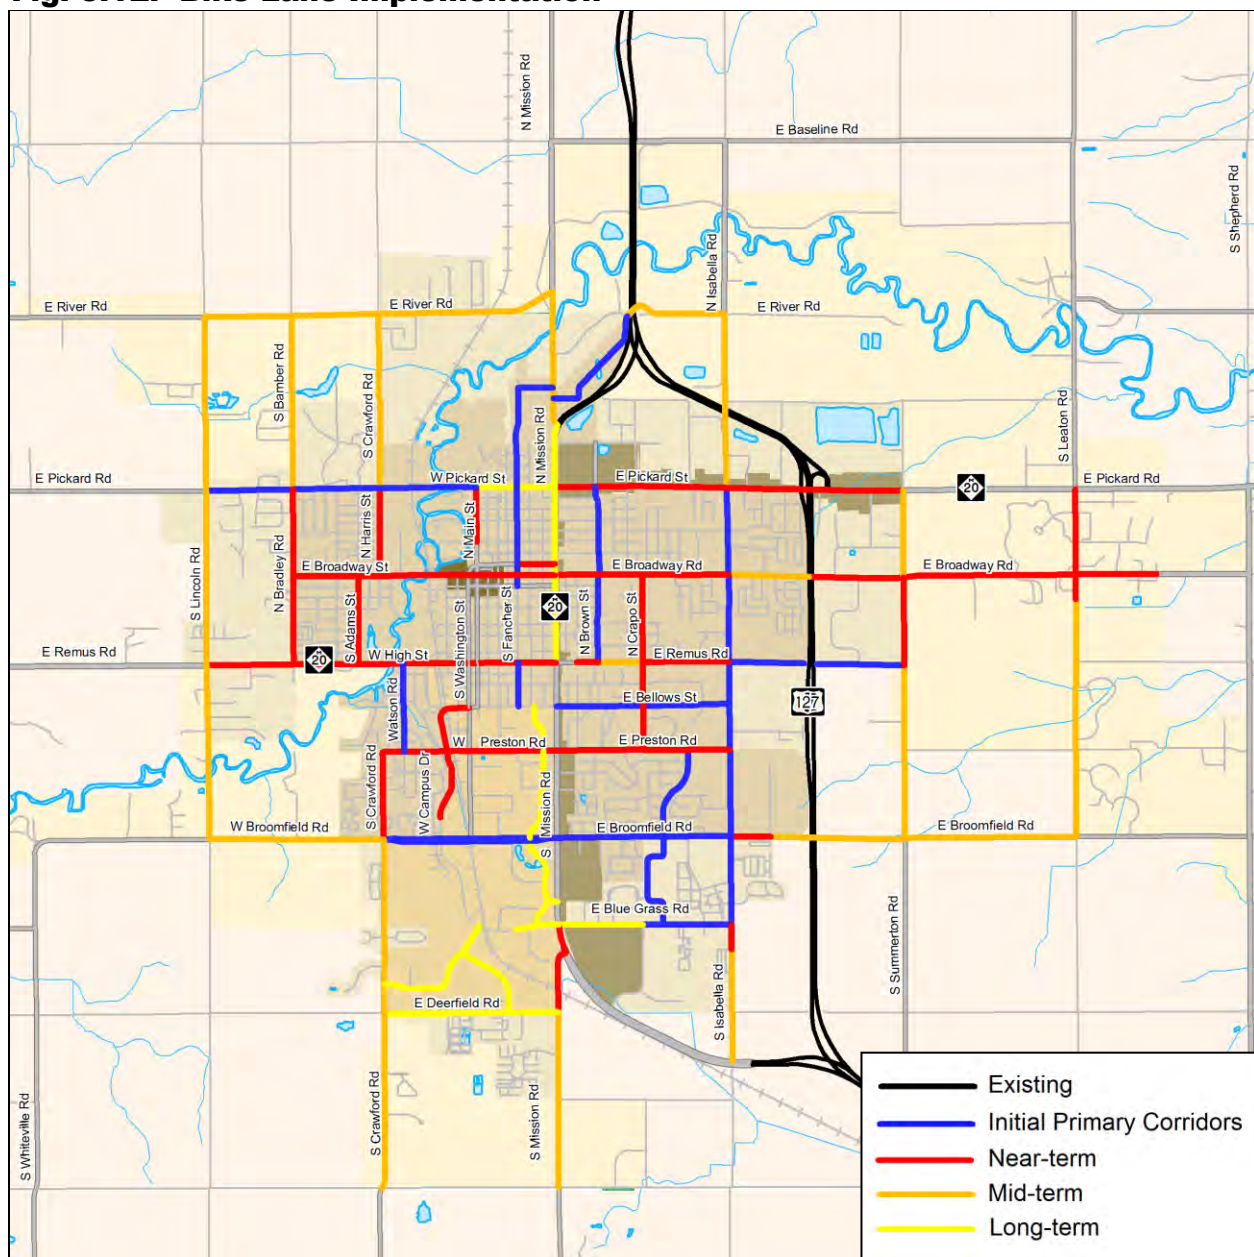 Fig. 3.12: Bike Lane Implementation
N Mission Rd
E Baseline Rd
S Shepherd Rd
N Isabella Rd
E River Rd
E River Rd
E River Rd
S Bamber Rd
S Crawford Rd
S Leaton Rd
N Mission Rd
E Pickard Rd
W Pickard St
E Pickard St
20
E Pickard Rd
N Harris St
N Main St
S Lincoln Rd
N Bradley Rd
E Broadway St
E Broadway Rd
E Broadway Rd
S Adams St
S Washington St
S Fancher St
20
N Brown St
N Crapo St
E Remus Rd
20
W High St
E Remus Rd
Watson Rd
E Bellows St
127
S Crawford Rd
W Campus Dr
W Preston Rd
E Preston Rd
S Mission Rd
W Broomfield Rd
E Broomfield Rd
E Broomfield Rd
E Blue Grass Rd
S Summerton Rd
S Isabella Rd
E Deerfield Rd
S Whiteville Rd
S Crawford Rd
S Mission Rd
Existing
Initial Primary Corridors
Near-term
Mid-term
Long-term